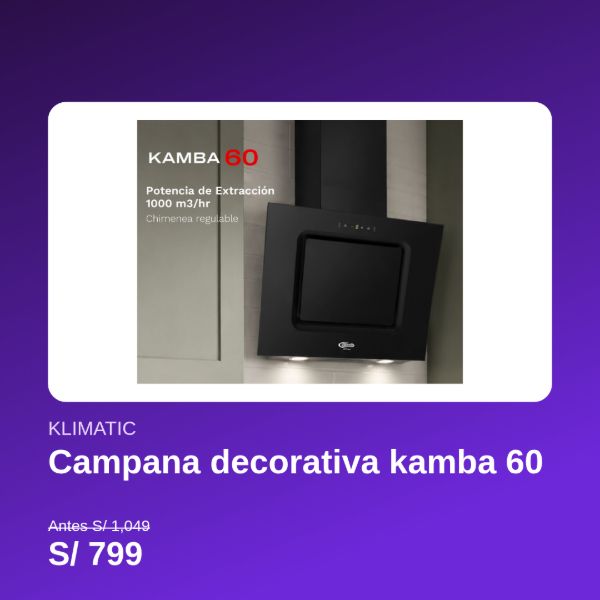 KAMBA 60
Potencia de Extracción
1000 m3/hr
Chimenea regulable
KLIMATIC
Campana decorativa kamba 60
Antes S/ 1,049
S/ 799